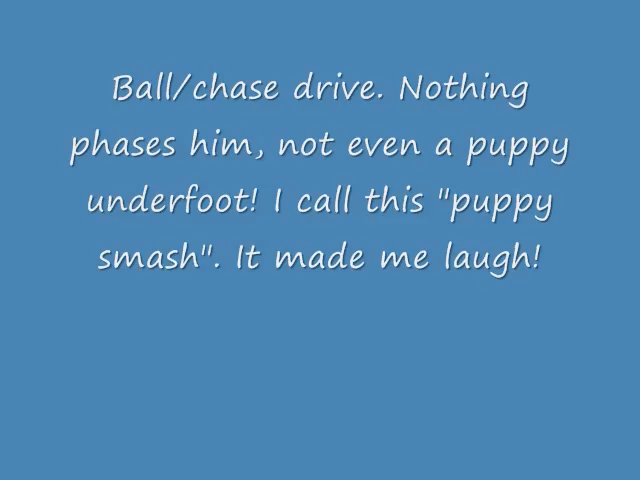 Ball/chase drive. Nothing
phases him, not even a puppy
underfoot! I call this "puppy
smash". It made me laugh!